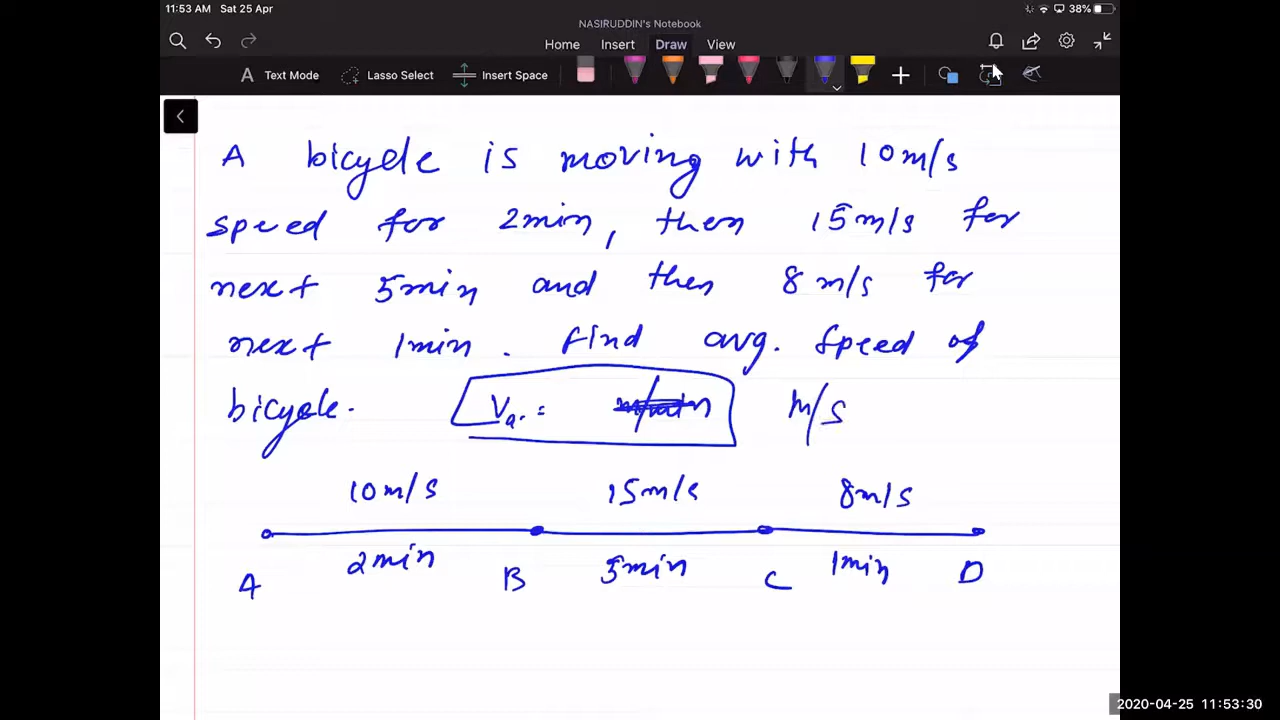 11:53 AM Sat 25 Apr
38%
NASIRUDDIN's Notebook
Home Insert Draw View
Text Mode Lasso Select Insert Space
A bicycle is moving with 10m/s
speed for 2min, then 15m/s for
next 5min and then 8m/s for
next 1min. Find avg. speed of
bicycle. Va. = m/min m/s
10m/s 15m/s 8m/s
2min 5min 1min
A B C D
2020-04-25 11:53:30